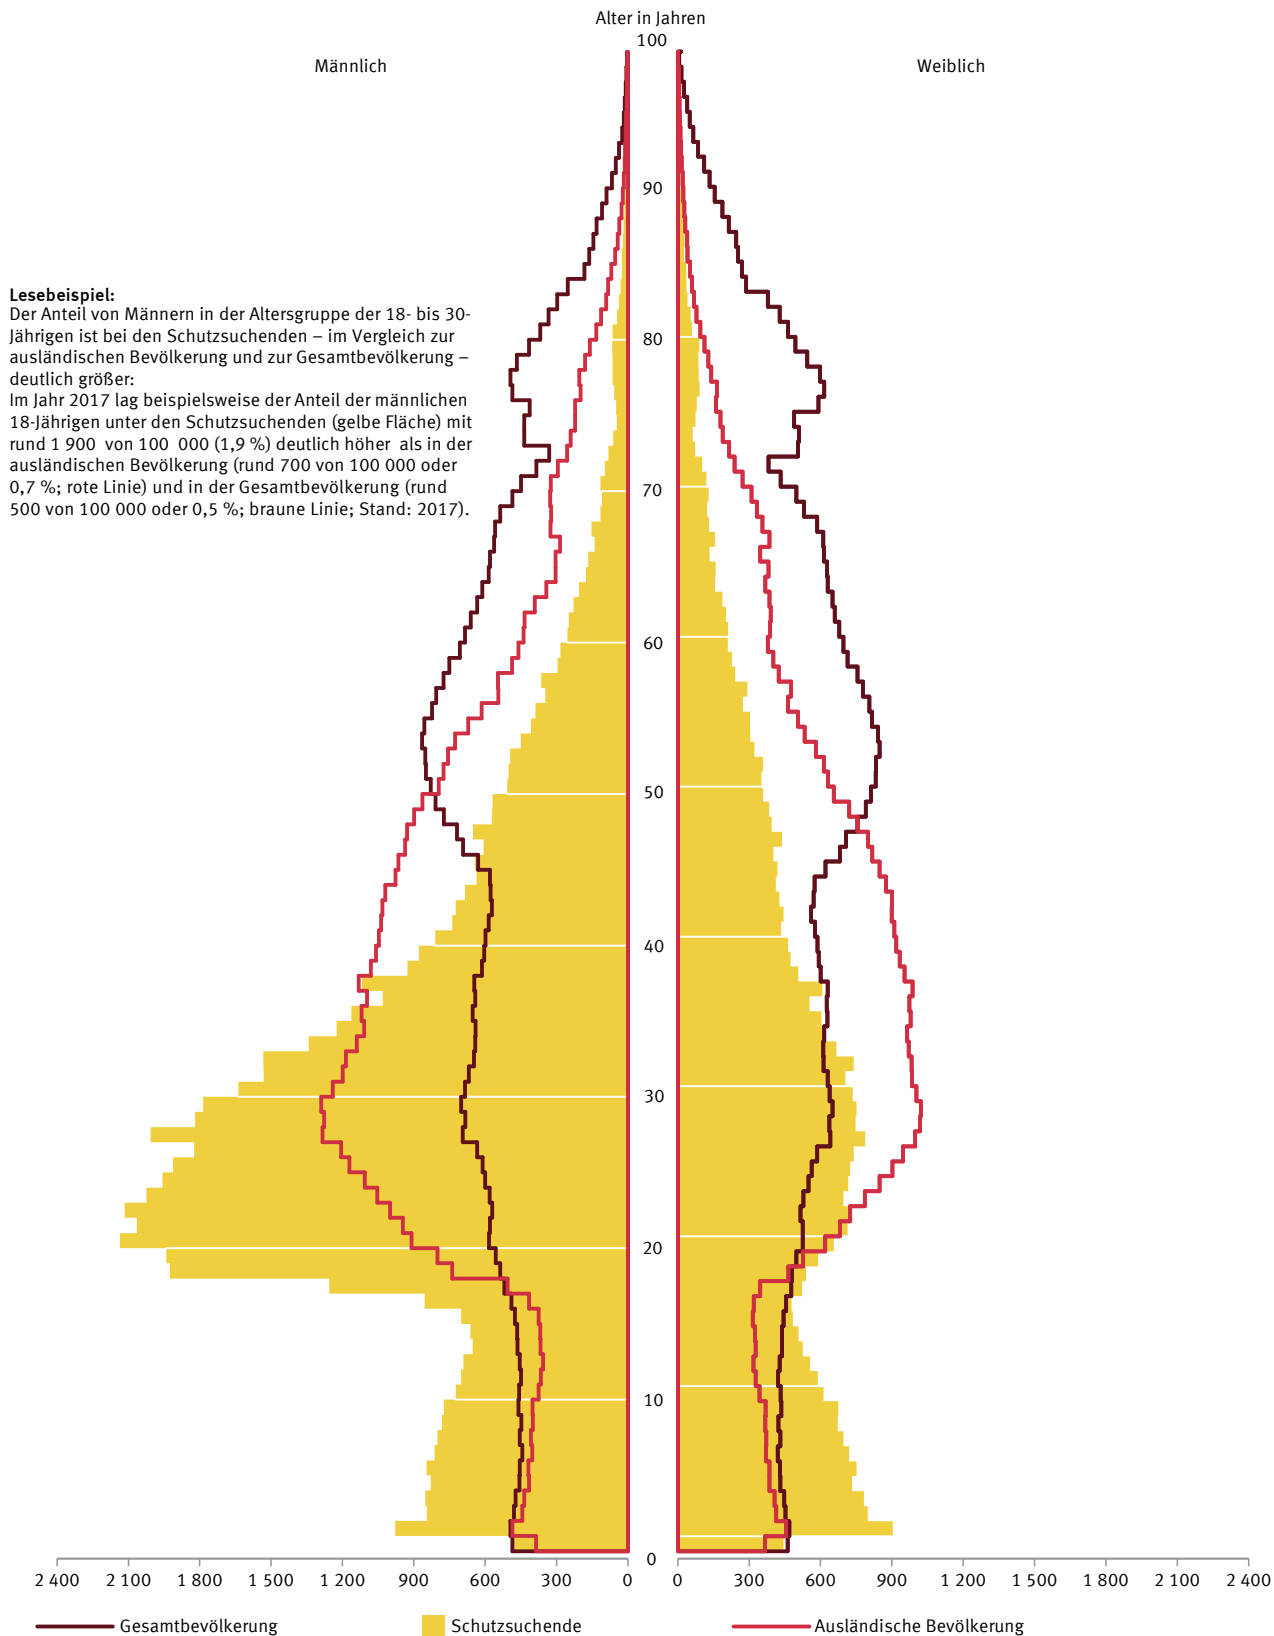 Alter in Jahren
100
Männlich
Weiblich
90
Lesebeispiel:
Der Anteil von Männern in der Altersgruppe der 18- bis 30-
Jährigen ist bei den Schutzsuchenden – im Vergleich zur
ausländischen Bevölkerung und zur Gesamtbevölkerung –
deutlich größer:
Im Jahr 2017 lag beispielsweise der Anteil der männlichen
18-Jährigen unter den Schutzsuchenden (gelbe Fläche) mit
rund 1 900 von 100 000 (1,9 %) deutlich höher als in der
ausländischen Bevölkerung (rund 700 von 100 000 oder
0,7 %; rote Linie) und in der Gesamtbevölkerung (rund
500 von 100 000 oder 0,5 %; braune Linie; Stand: 2017).
80
70
60
50
40
30
20
10
0
2 400 2 100 1 800 1 500 1 200 900 600 300 0 0 300 600 900 1 200 1 500 1 800 2 100 2 400
Gesamtbevölkerung Schutzsuchende Ausländische Bevölkerung